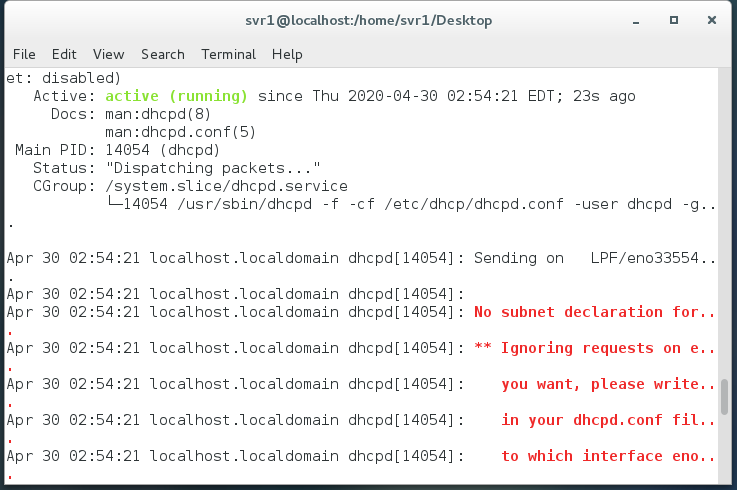 svr1@localhost:/home/svr1/Desktop
File Edit View Search Terminal Help
et: disabled)
Active: active (running) since Thu 2020-04-30 02:54:21 EDT; 23s ago
Docs: man:dhcpd(8)
man:dhcpd.conf(5)
Main PID: 14054 (dhcpd)
Status: "Dispatching packets..."
CGroup: /system.slice/dhcpd.service
└─14054 /usr/sbin/dhcpd -f -cf /etc/dhcp/dhcpd.conf -user dhcpd -g..
.
Apr 30 02:54:21 localhost.localdomain dhcpd[14054]: Sending on   LPF/eno33554..
.
Apr 30 02:54:21 localhost.localdomain dhcpd[14054]:
Apr 30 02:54:21 localhost.localdomain dhcpd[14054]: No subnet declaration for..
.
Apr 30 02:54:21 localhost.localdomain dhcpd[14054]: ** Ignoring requests on e..
.
Apr 30 02:54:21 localhost.localdomain dhcpd[14054]:    you want, please write..
.
Apr 30 02:54:21 localhost.localdomain dhcpd[14054]:    in your dhcpd.conf fil..
.
Apr 30 02:54:21 localhost.localdomain dhcpd[14054]:    to which interface eno..
.